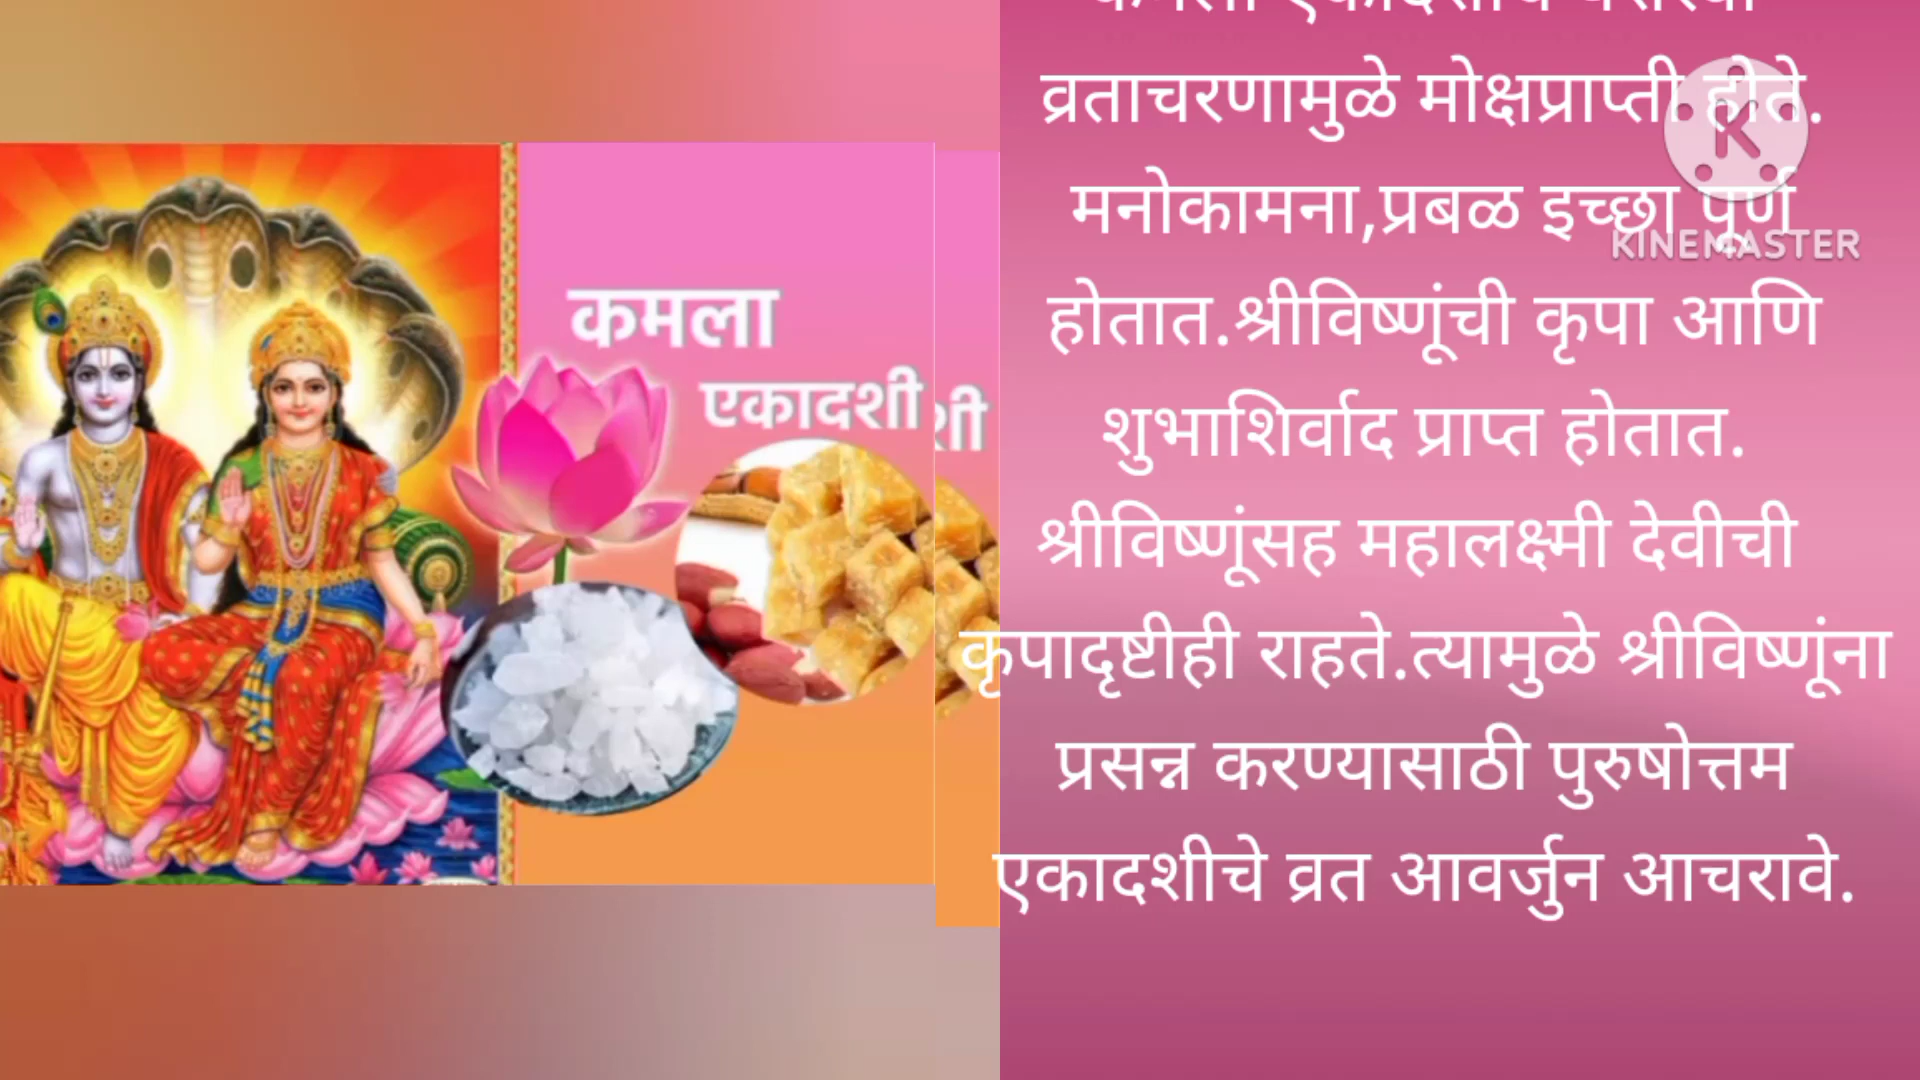 कमला
एकादशी
शी
व्रताचरणामुळे मोक्षप्राप्ती होते.
मनोकामना,प्रबळ इच्छा पूर्ण
होतात.श्रीविष्णूंची कृपा आणि
शुभाशिर्वाद प्राप्त होतात.
श्रीविष्णूंसह महालक्ष्मी देवीची
कृपादृष्टीही राहते.त्यामुळे श्रीविष्णूंना
प्रसन्न करण्यासाठी पुरुषोत्तम
एकादशीचे व्रत आवर्जुन आचरावे.
K
KINEMASTER